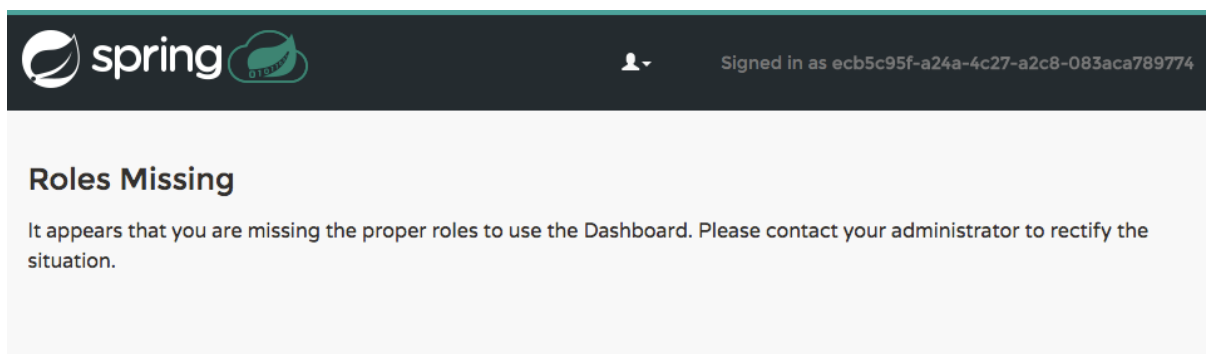 spring
Signed in as ecb5c95f-a24a-4c27-a2c8-083aca789774
Roles Missing
It appears that you are missing the proper roles to use the Dashboard. Please contact your administrator to rectify the
situation.